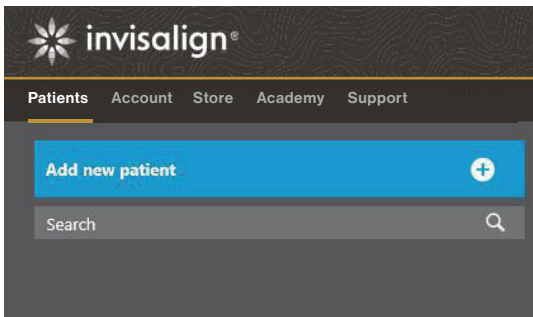 invisalign®
Patients Account Store Academy Support
Add new patient
Search